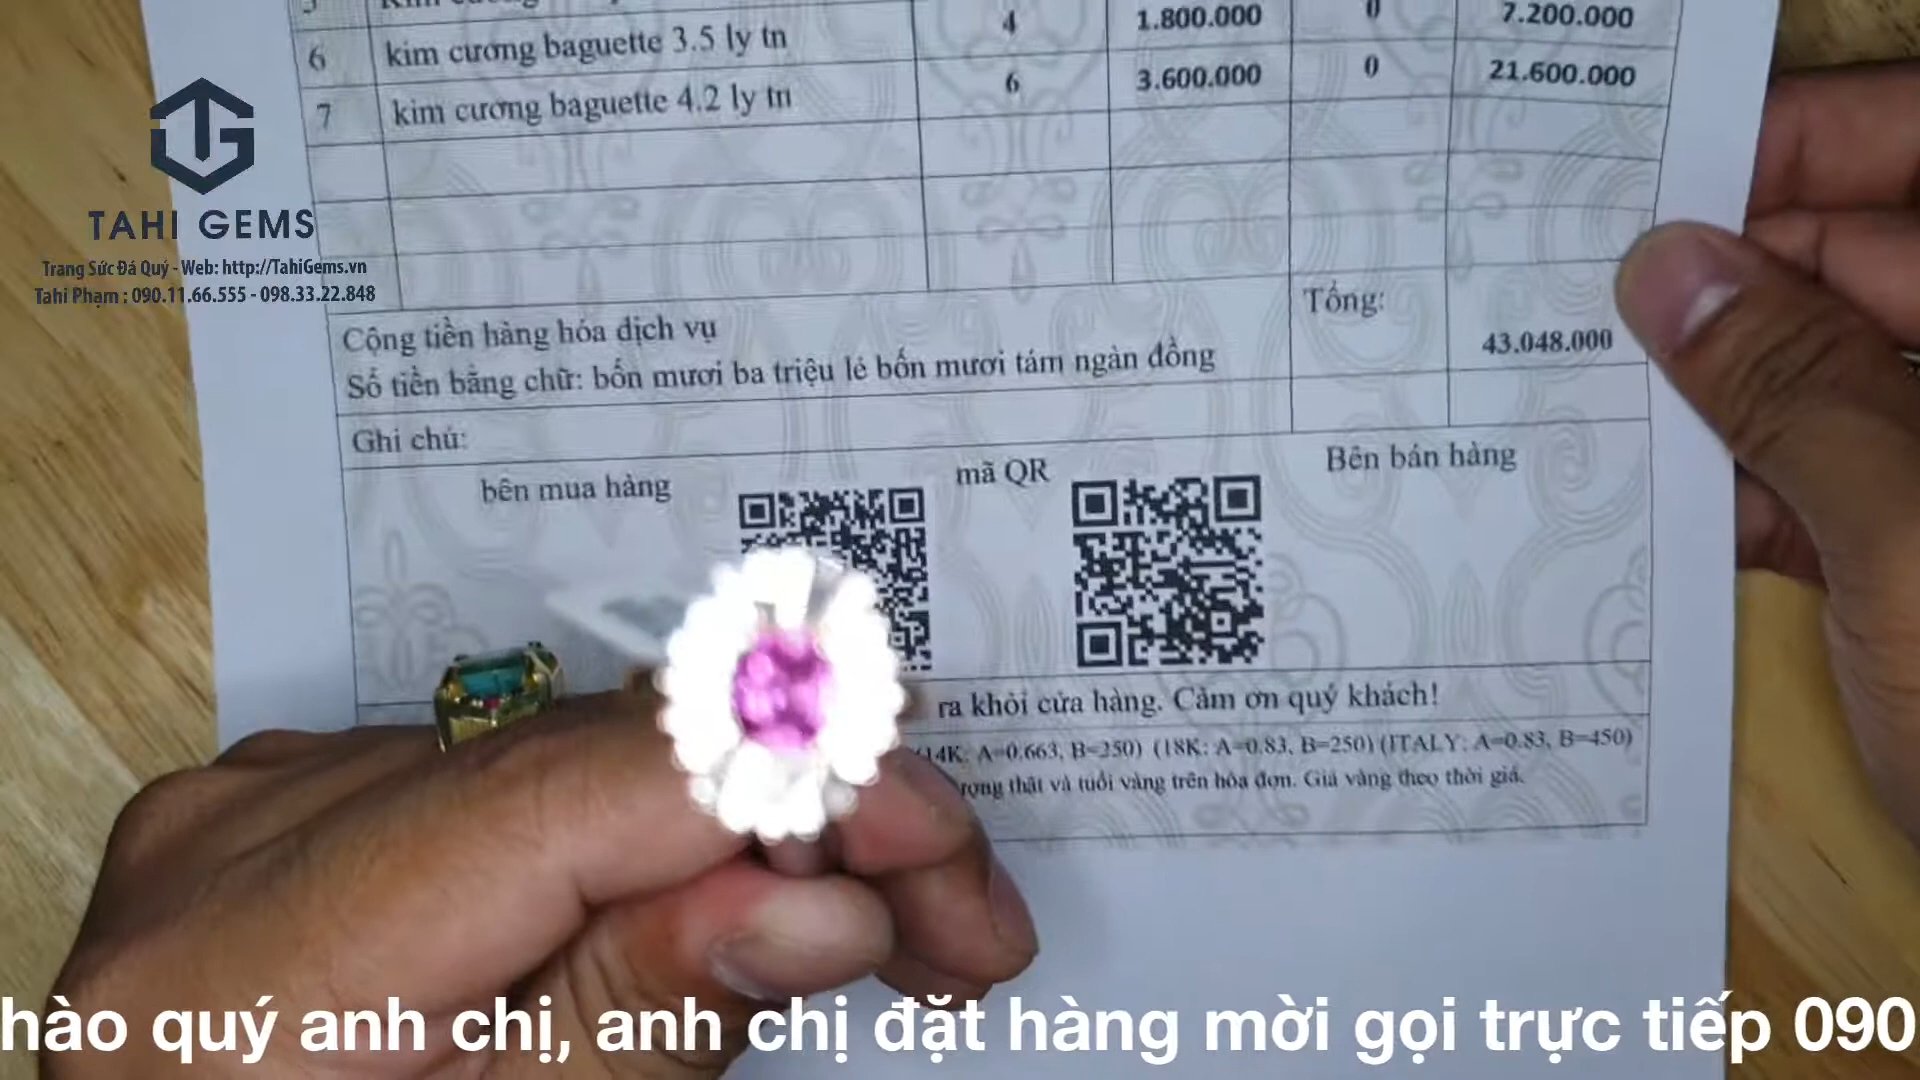 6 kim cương baguette 3.5 ly tn 4 1.800.000 0 7.200.000
7 kim cương baguette 4.2 ly tn 6 3.600.000 0 21.600.000
TG
TAHI GEMS
Trang Sức Đá Quý - Web: http://TahiGems.vn
Tahi Phạm : 090.11.66.555 - 098.33.22.848
Cộng tiền hàng hóa dịch vụ
Tổng:
43.048.000
Số tiền bằng chữ: bốn mươi ba triệu lẻ bốn mươi tám ngàn đồng
Ghi chú:
bên mua hàng mã QR Bên bán hàng
ra khỏi cửa hàng. Cảm ơn quý khách!
14K: A=0.663, B=250) (18K: A=0.83, B=250) (ITALY: A=0.83, B=450)
thật và tuổi vàng trên hóa đơn. Giá vàng theo thời giá.
hào quý anh chị, anh chị đặt hàng mời gọi trực tiếp 090